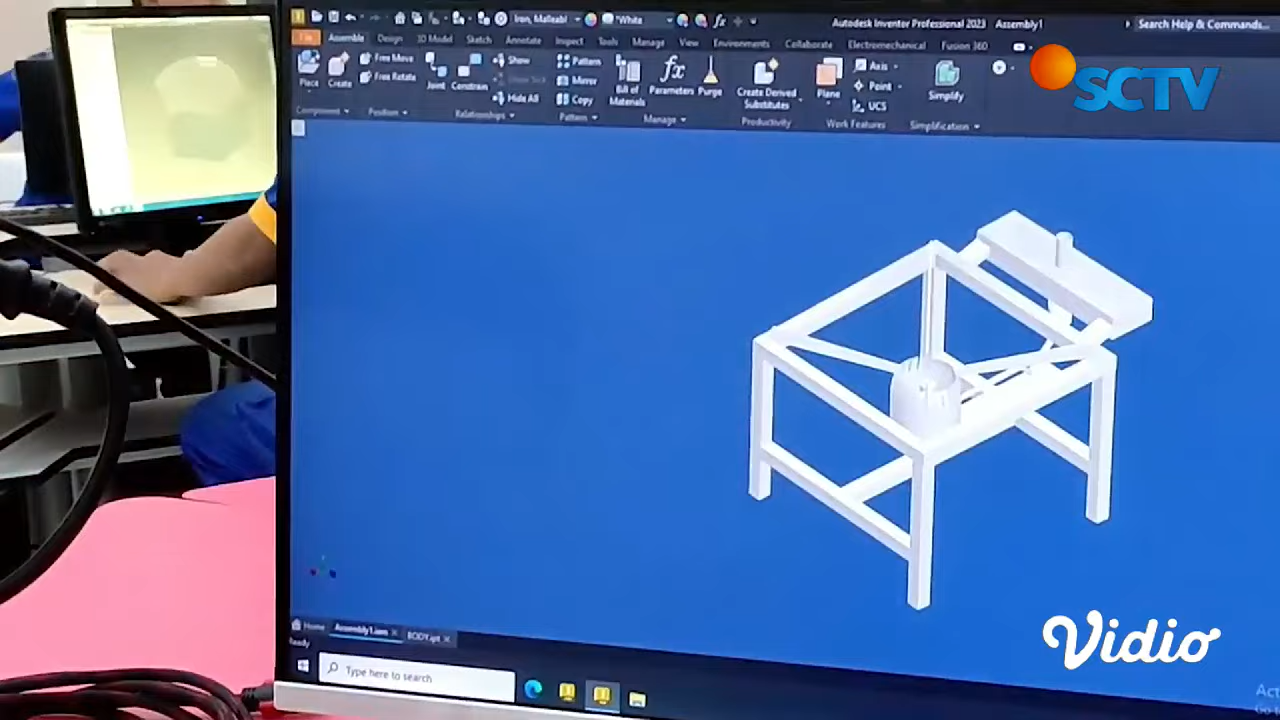 Iron, Malleabl
*White
fx
Autodesk Inventor Professional 2023 Assembly1
Search Help & Commands...
File Assemble Design 3D Model Sketch Annotate Inspect Tools Manage View Environments Collaborate Electromechanical Fusion 360
Place
Create
Free Move
Free Rotate
Joint
Constrain
Show
Hide All
Pattern
Mirror
Copy
Bill of
Materials
fx
Parameters
Purge
Create Derived
Substitutes
Plane
Axis
Point
UCS
Simplify
Component
Position
Relationships
Pattern
Manage
Productivity
Work Features
Simplification
SCTV
Home
Assembly1.iam
BODY.ipt
Ready
Type here to search
Vidio